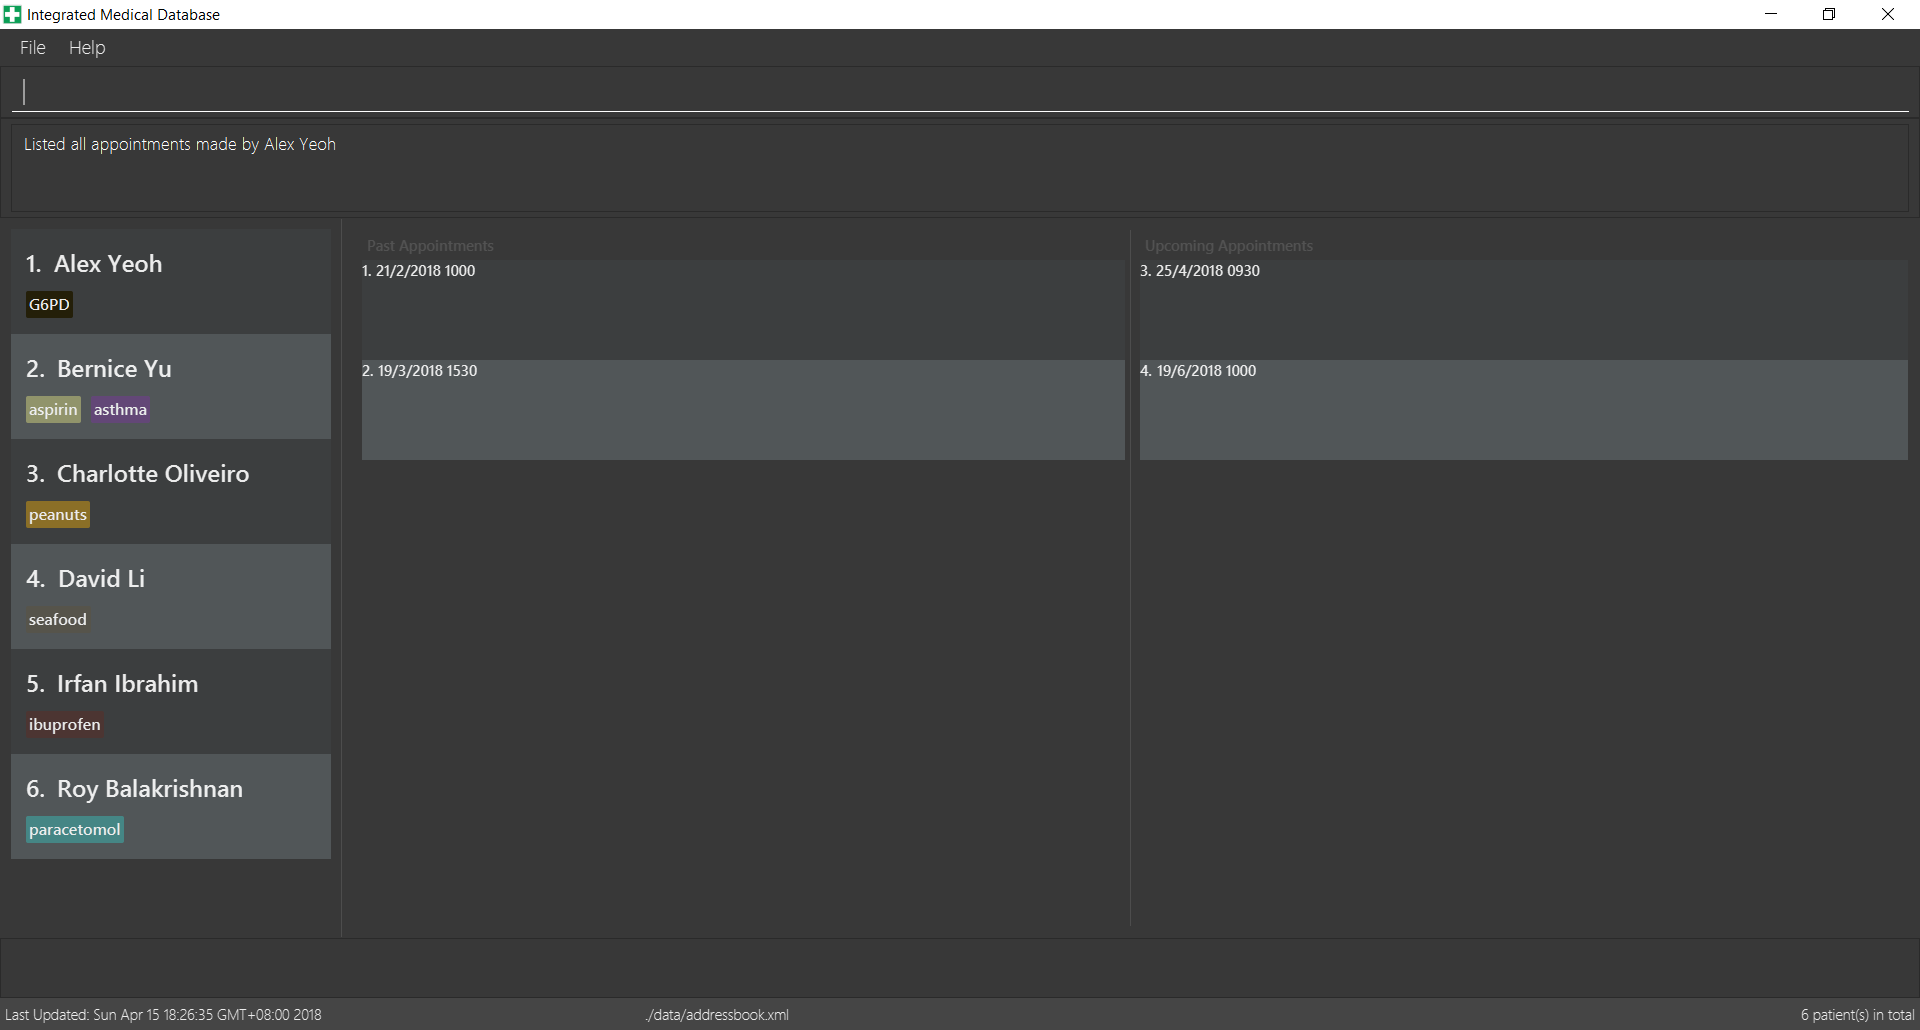 Integrated Medical Database
File Help
Listed all appointments made by Alex Yeoh
1. Alex Yeoh
G6PD
2. Bernice Yu
aspirin asthma
3. Charlotte Oliveiro
peanuts
4. David Li
seafood
5. Irfan Ibrahim
ibuprofen
6. Roy Balakrishnan
paracetomol
Past Appointments
1. 21/2/2018 1000
2. 19/3/2018 1530
Upcoming Appointments
3. 25/4/2018 0930
4. 19/6/2018 1000
Last Updated: Sun Apr 15 18:26:35 GMT+08:00 2018
./data/addressbook.xml
6 patient(s) in total